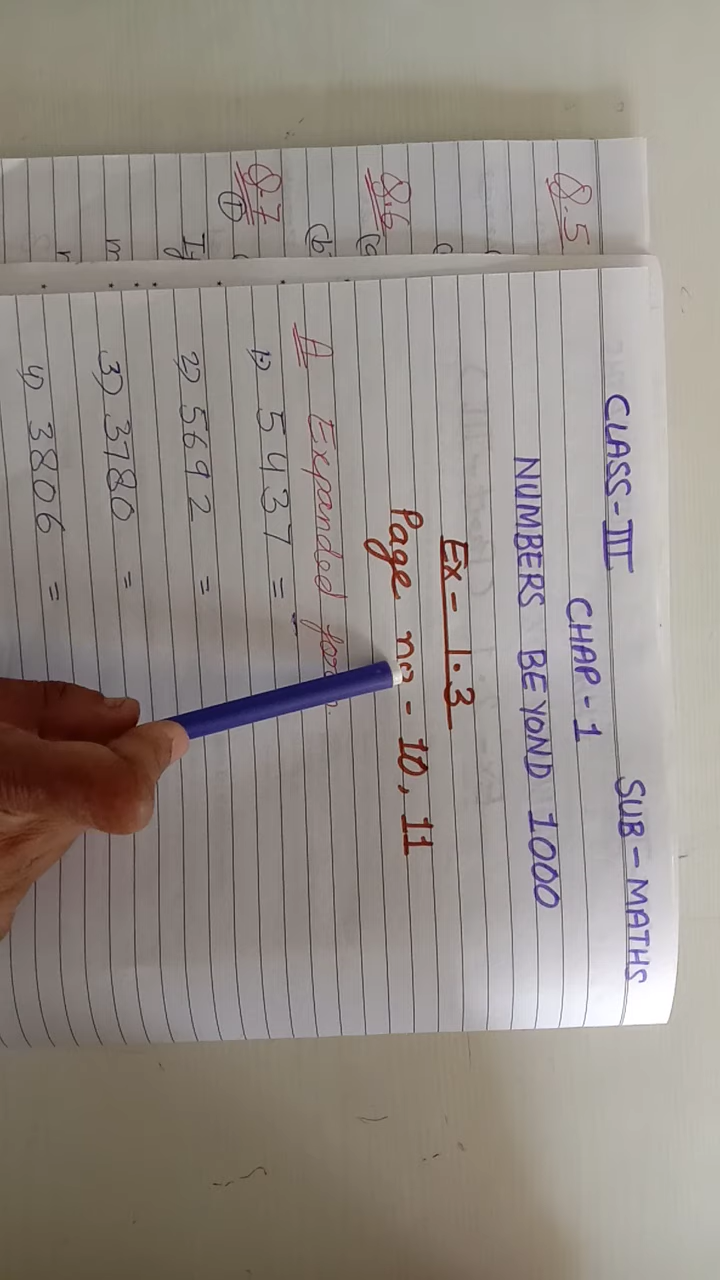 CLASS-III SUB-MATHS
CHAP-1
NUMBERS BEYOND 1000
Ex-1.3
Page no-10,11
A Expanded form.
1) 5437 =
2) 5692 =
3) 3780 =
4) 3806 =
Q.5
Q.6 (a
(b
Q.7
①